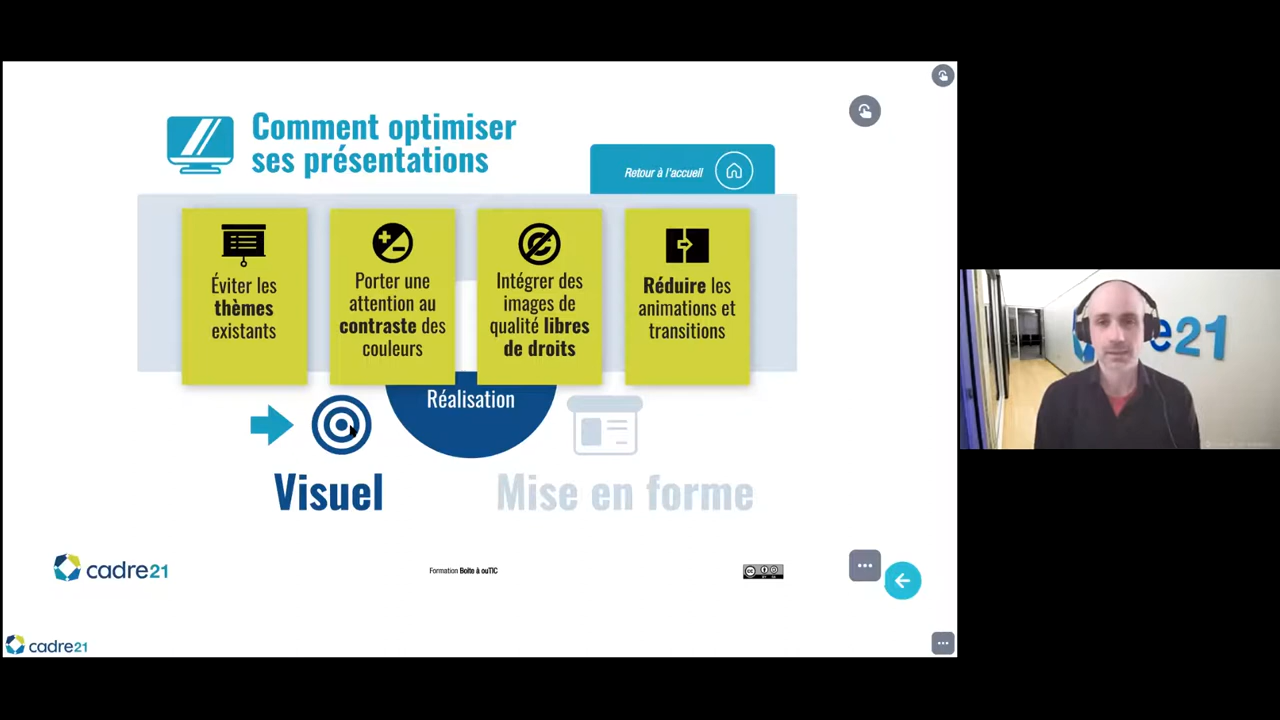 Comment optimiser
ses présentations
Retour à l'accueil
Éviter les
thèmes
existants
Porter une
attention au
contraste des
couleurs
Intégrer des
images de
qualité libres
de droits
Réduire les
animations et
transitions
Réalisation
Visuel
Mise en forme
cadre21
Formation Boite à ouTIC
cadre21
e21